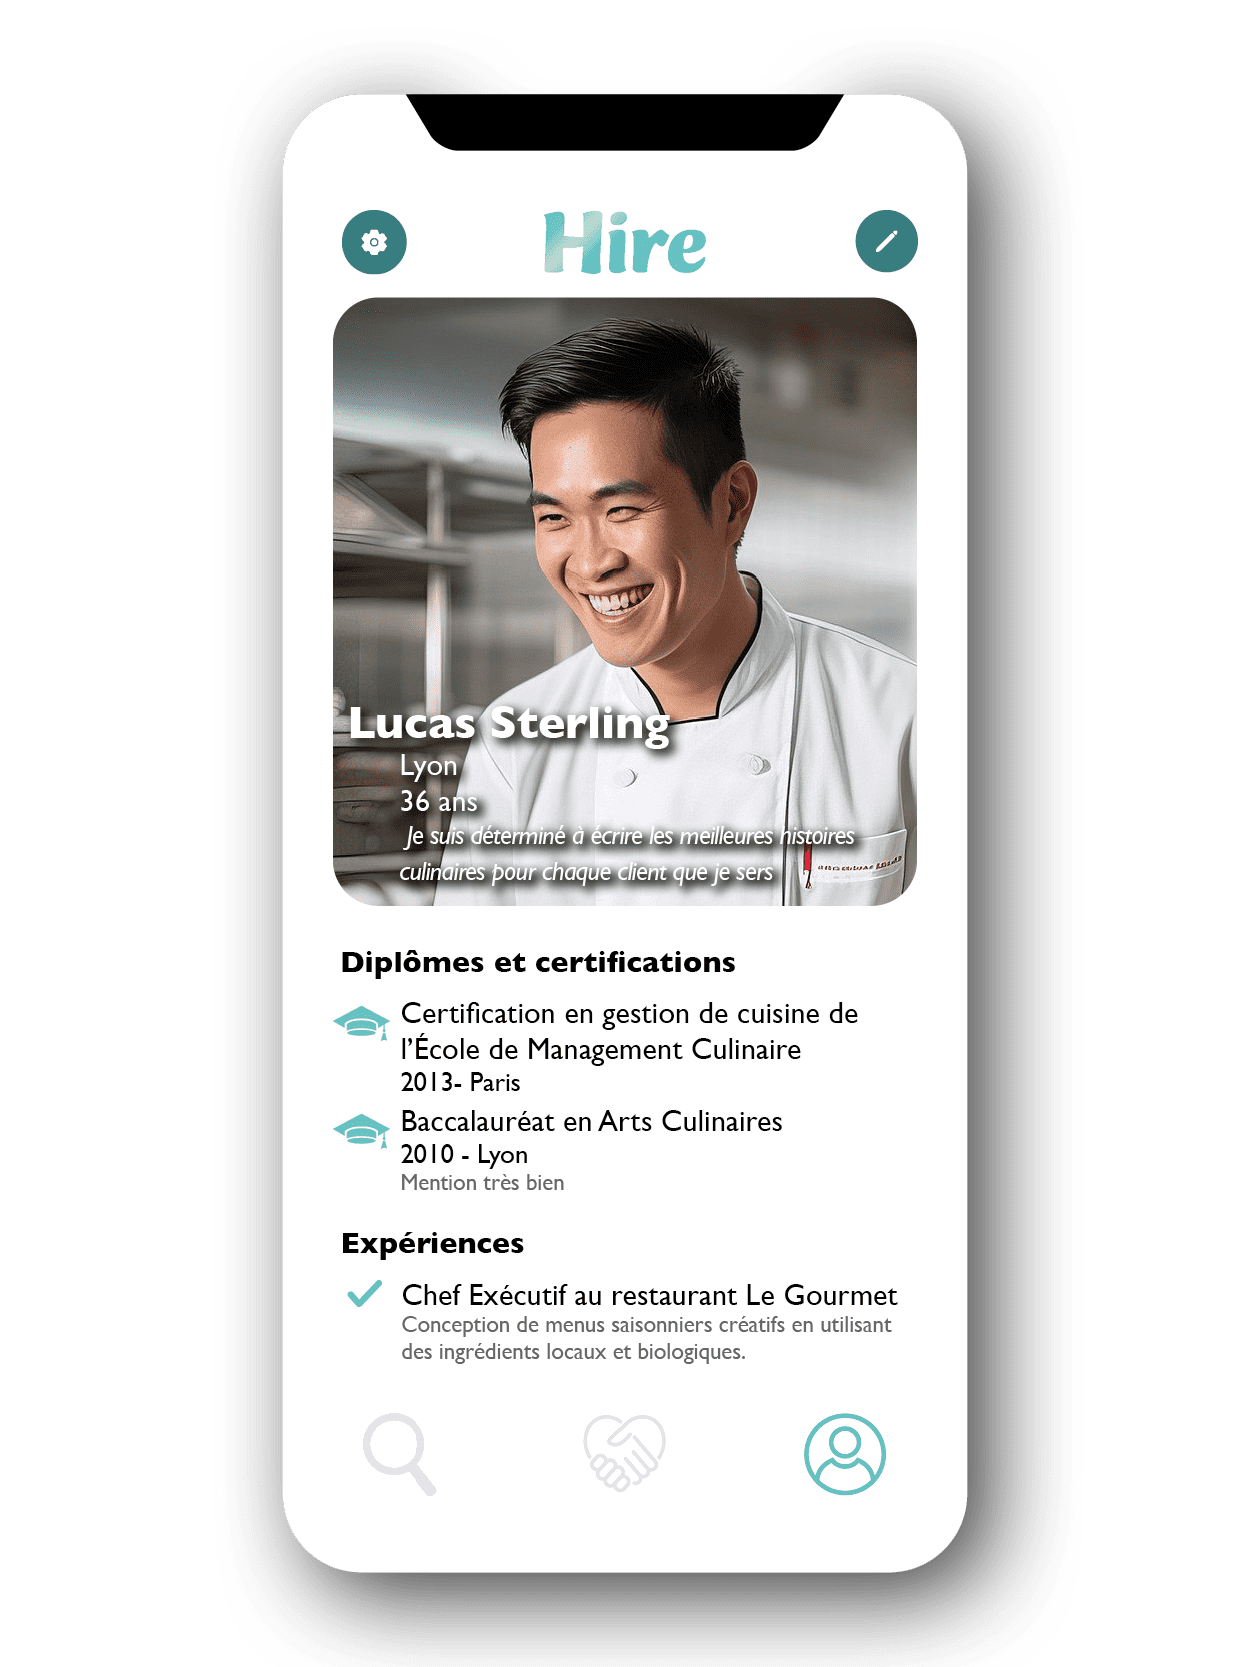 Hire
Lucas Sterling
Lyon
36 ans
Je suis déterminé à écrire les meilleures histoires
culinaires pour chaque client que je sers
Diplômes et certifications
Certification en gestion de cuisine de
l’École de Management Culinaire
2013- Paris
Baccalauréat en Arts Culinaires
2010 - Lyon
Mention très bien
Expériences
Chef Exécutif au restaurant Le Gourmet
Conception de menus saisonniers créatifs en utilisant
des ingrédients locaux et biologiques.